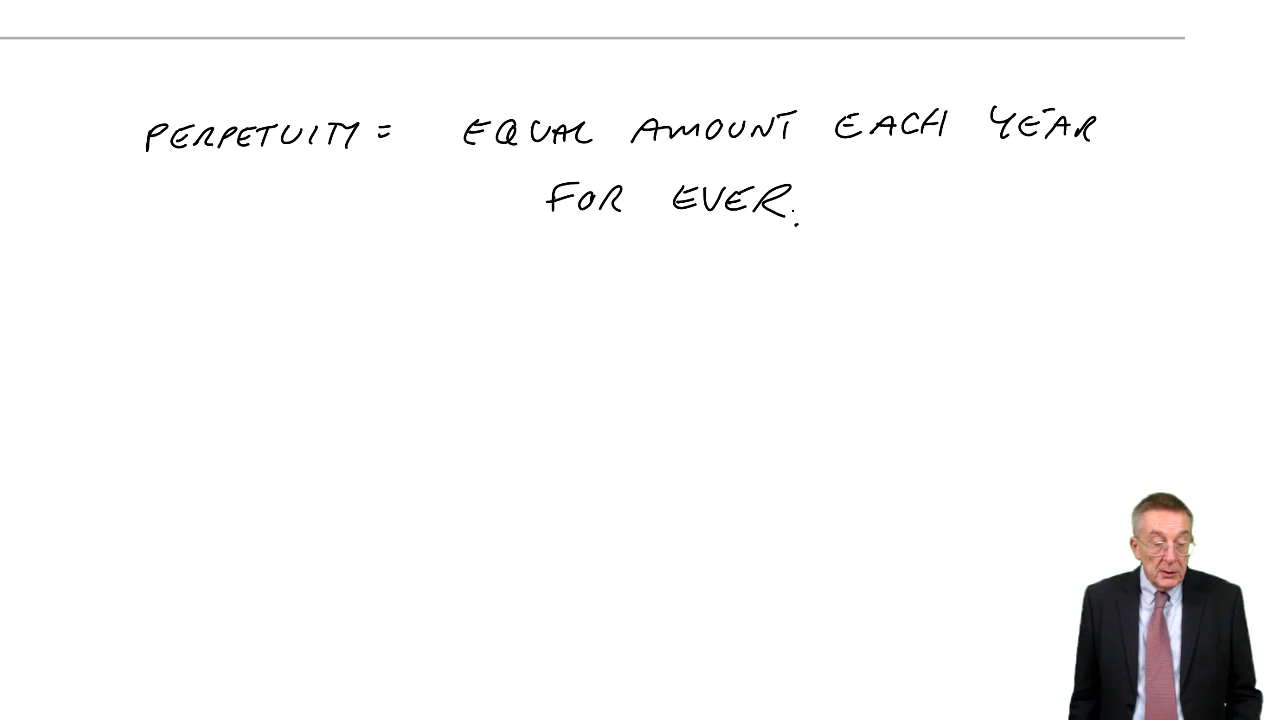 PERPETUITY = EQUAL AMOUNT EACH YEAR
FOR EVER.